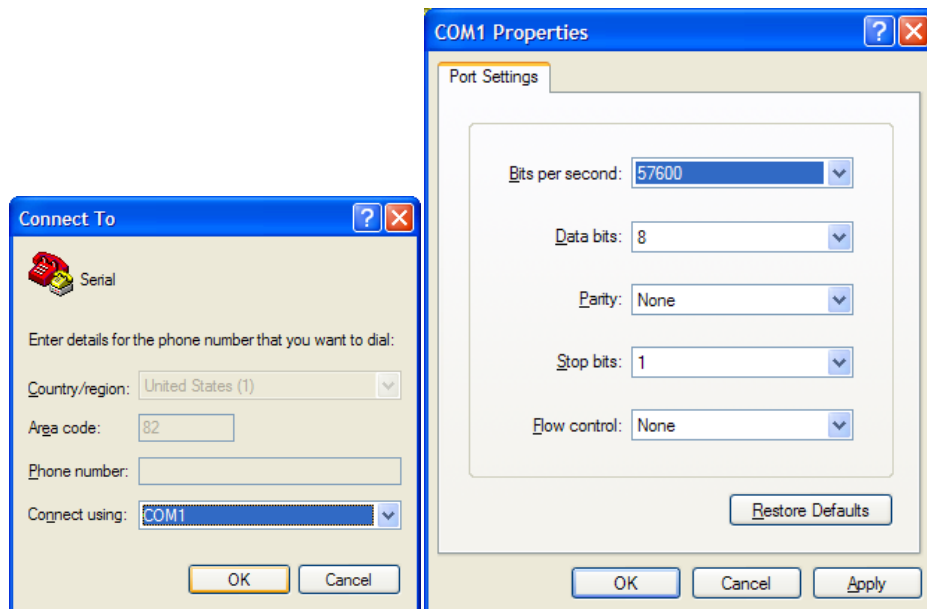 Connect To
Serial
Enter details for the phone number that you want to dial:
Country/region: United States (1)
Area code: 82
Phone number:
Connect using: COM1
OK Cancel
COM1 Properties
Port Settings
Bits per second: 57600
Data bits: 8
Parity: None
Stop bits: 1
Flow control: None
Restore Defaults
OK Cancel Apply